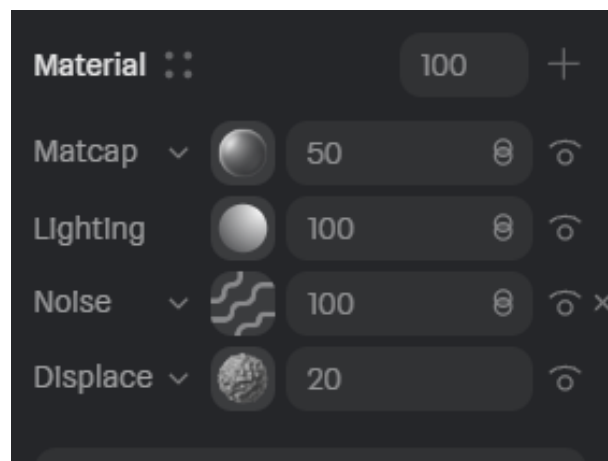 Material 100
Matcap 50
Lighting 100
Noise 100
Displace 20